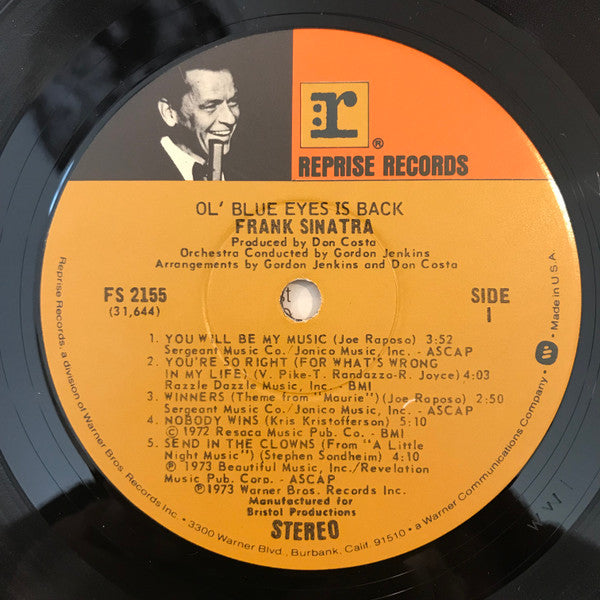 r
®
REPRISE RECORDS
OL' BLUE EYES IS BACK
FRANK SINATRA
Produced by Don Costa
Orchestra Conducted by Gordon Jenkins
Arrangements by Gordon Jenkins and Don Costa
FS 2155
(31,644)
SIDE
1
1. YOU WILL BE MY MUSIC (Joe Raposo) 3:52
Sergeant Music Co./Jonico Music, Inc. - ASCAP
2. YOU'RE SO RIGHT (FOR WHAT'S WRONG
IN MY LIFE) (V. Pike-T. Randazzo-R. Joyce) 4:03
Razzle Dazzle Music, Inc. - BMI
3. WINNERS (Theme from "Maurie") (Joe Raposo) 2:50
Sergeant Music Co./Jonico Music, Inc. - ASCAP
4. NOBODY WINS (Kris Kristofferson) 5:10
©1972 Resaca Music Pub. Co. - BMI
5. SEND IN THE CLOWNS (From "A Little
Night Music") (Stephen Sondheim) 4:10
℗1973 Beautiful Music, Inc./Revelation
Music Pub. Corp. - ASCAP
℗1973 Warner Bros. Records Inc.
Manufactured for
Bristol Productions
STEREO
Reprise Records, a division of Warner Bros. Records Inc. • 3300 Warner Blvd., Burbank, Calif. 91510 • a Warner Communications Company • Made in U.S.A.